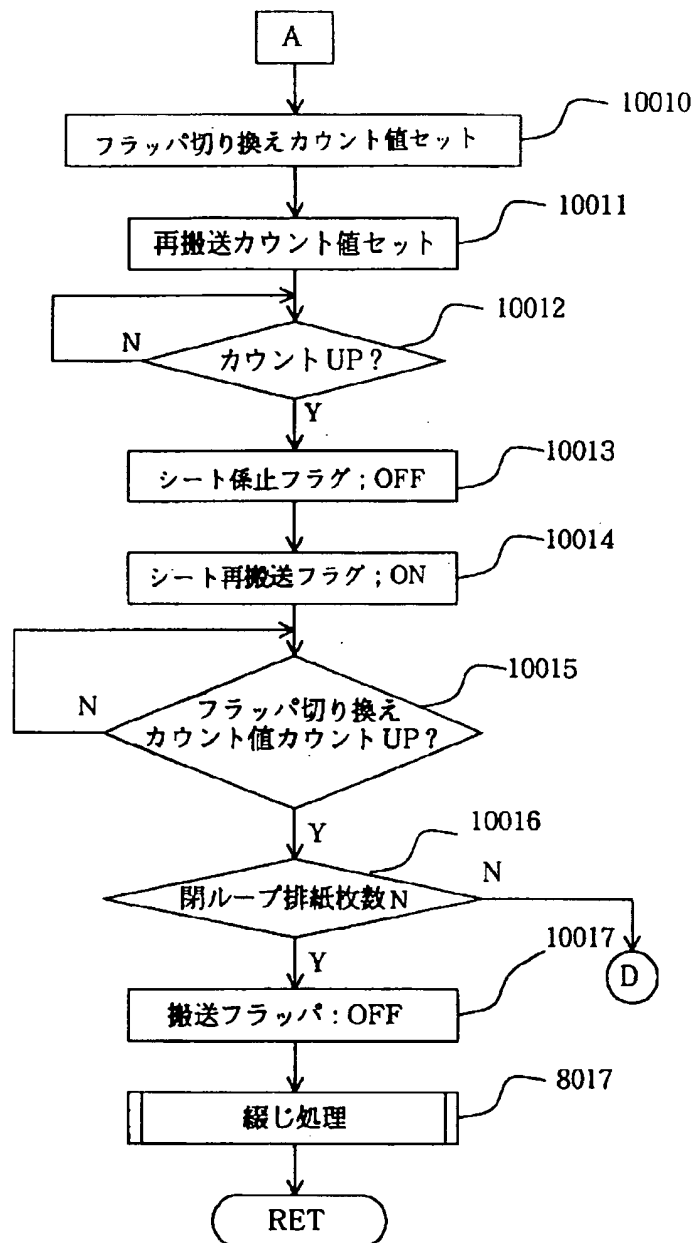 A
10010
フラッパ切り換えカウント値セット
10011
再搬送カウント値セット
10012
N
カウントUP?
Y
10013
シート係止フラグ;OFF
10014
シート再搬送フラグ;ON
10015
N
フラッパ切り換え
カウント値カウントUP?
Y
10016
N
閉ループ排紙枚数N
Y
D
10017
搬送フラッパ:OFF
8017
綴じ処理
RET